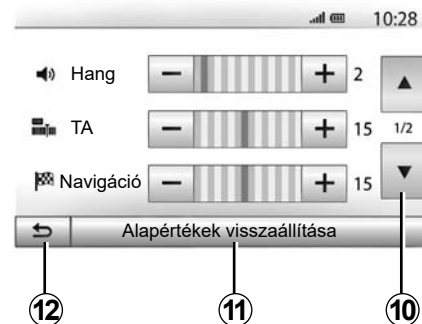 10:28
Hang − + 2 ▲
TA − + 15 1/2
Navigáció − + 15 ▼
Alapértékek visszaállítása
12 11 10